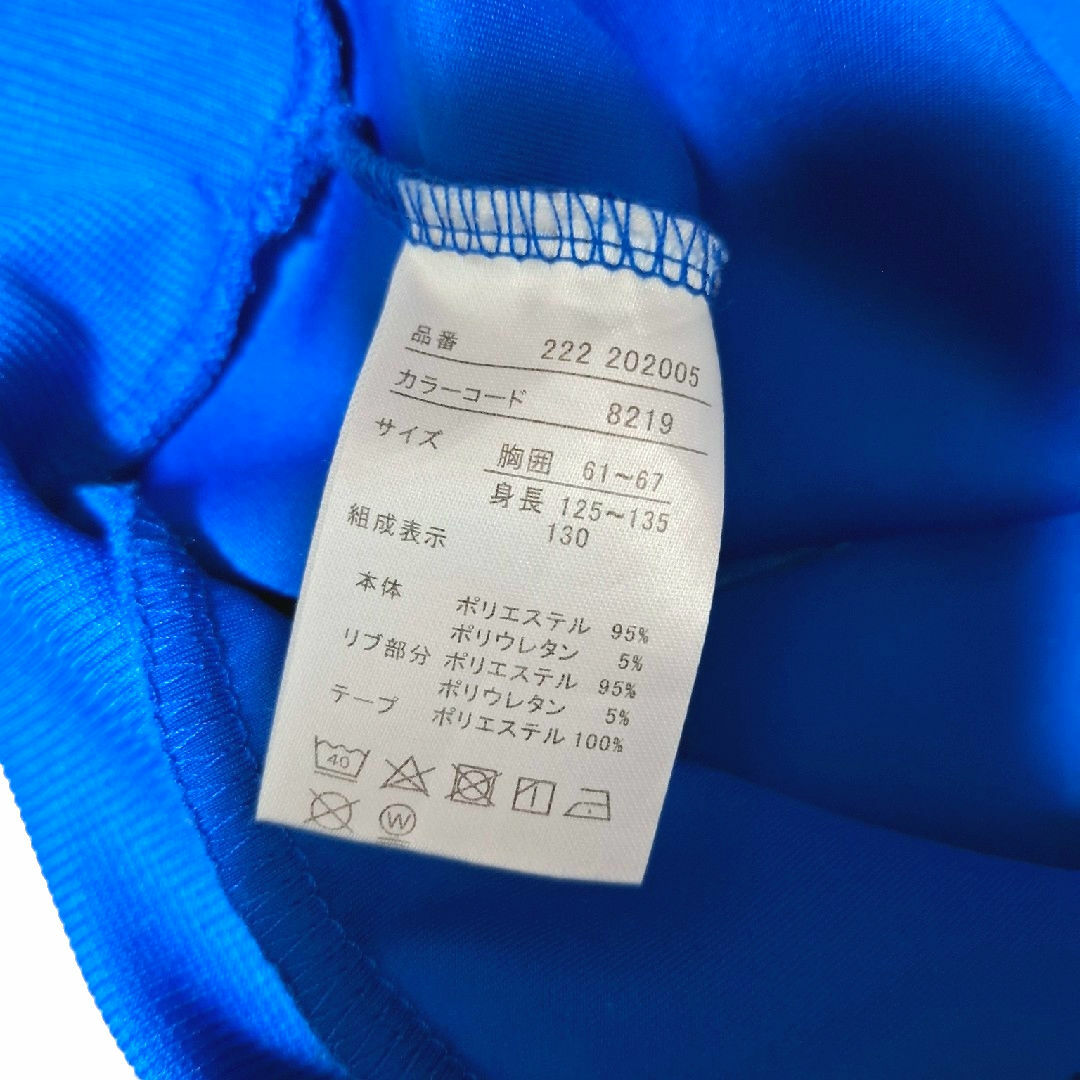 品番 222 202005
カラーコード 8219
サイズ 胸囲 61~67
身長 125~135
130
組成表示
本体 ポリエステル 95%
ポリウレタン 5%
リブ部分 ポリエステル 95%
ポリウレタン 5%
テープ ポリエステル 100%
40
W